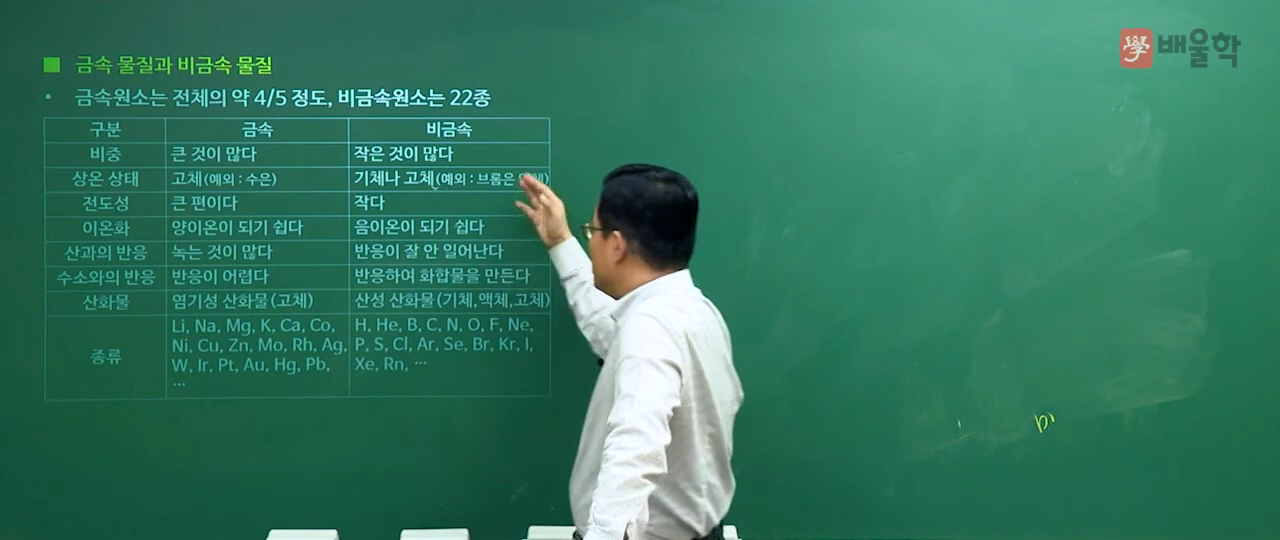 學배울학
■ 금속 물질과 비금속 물질
• 금속원소는 전체의 약 4/5 정도, 비금속원소는 22종
구분 금속 비금속
비중 큰 것이 많다 작은 것이 많다
상온 상태 고체(예외 : 수은) 기체나 고체(예외 : 브롬은
전도성 큰 편이다 작다
이온화 양이온이 되기 쉽다 음이온이 되기 쉽다
산과의 반응 녹는 것이 많다 반응이 잘 안 일어난다
수소와의 반응 반응이 어렵다 반응하여 화합물을 만든다
산화물 염기성 산화물(고체) 산성 산화물(기체,액체,고체)
종류
Li, Na, Mg, K, Ca, Co,
Ni, Cu, Zn, Mo, Rh, Ag,
W, Ir, Pt, Au, Hg, Pb,
…
H, He, B, C, N, O, F, Ne,
P, S, Cl, Ar, Se, Br, Kr, I,
Xe, Rn, …